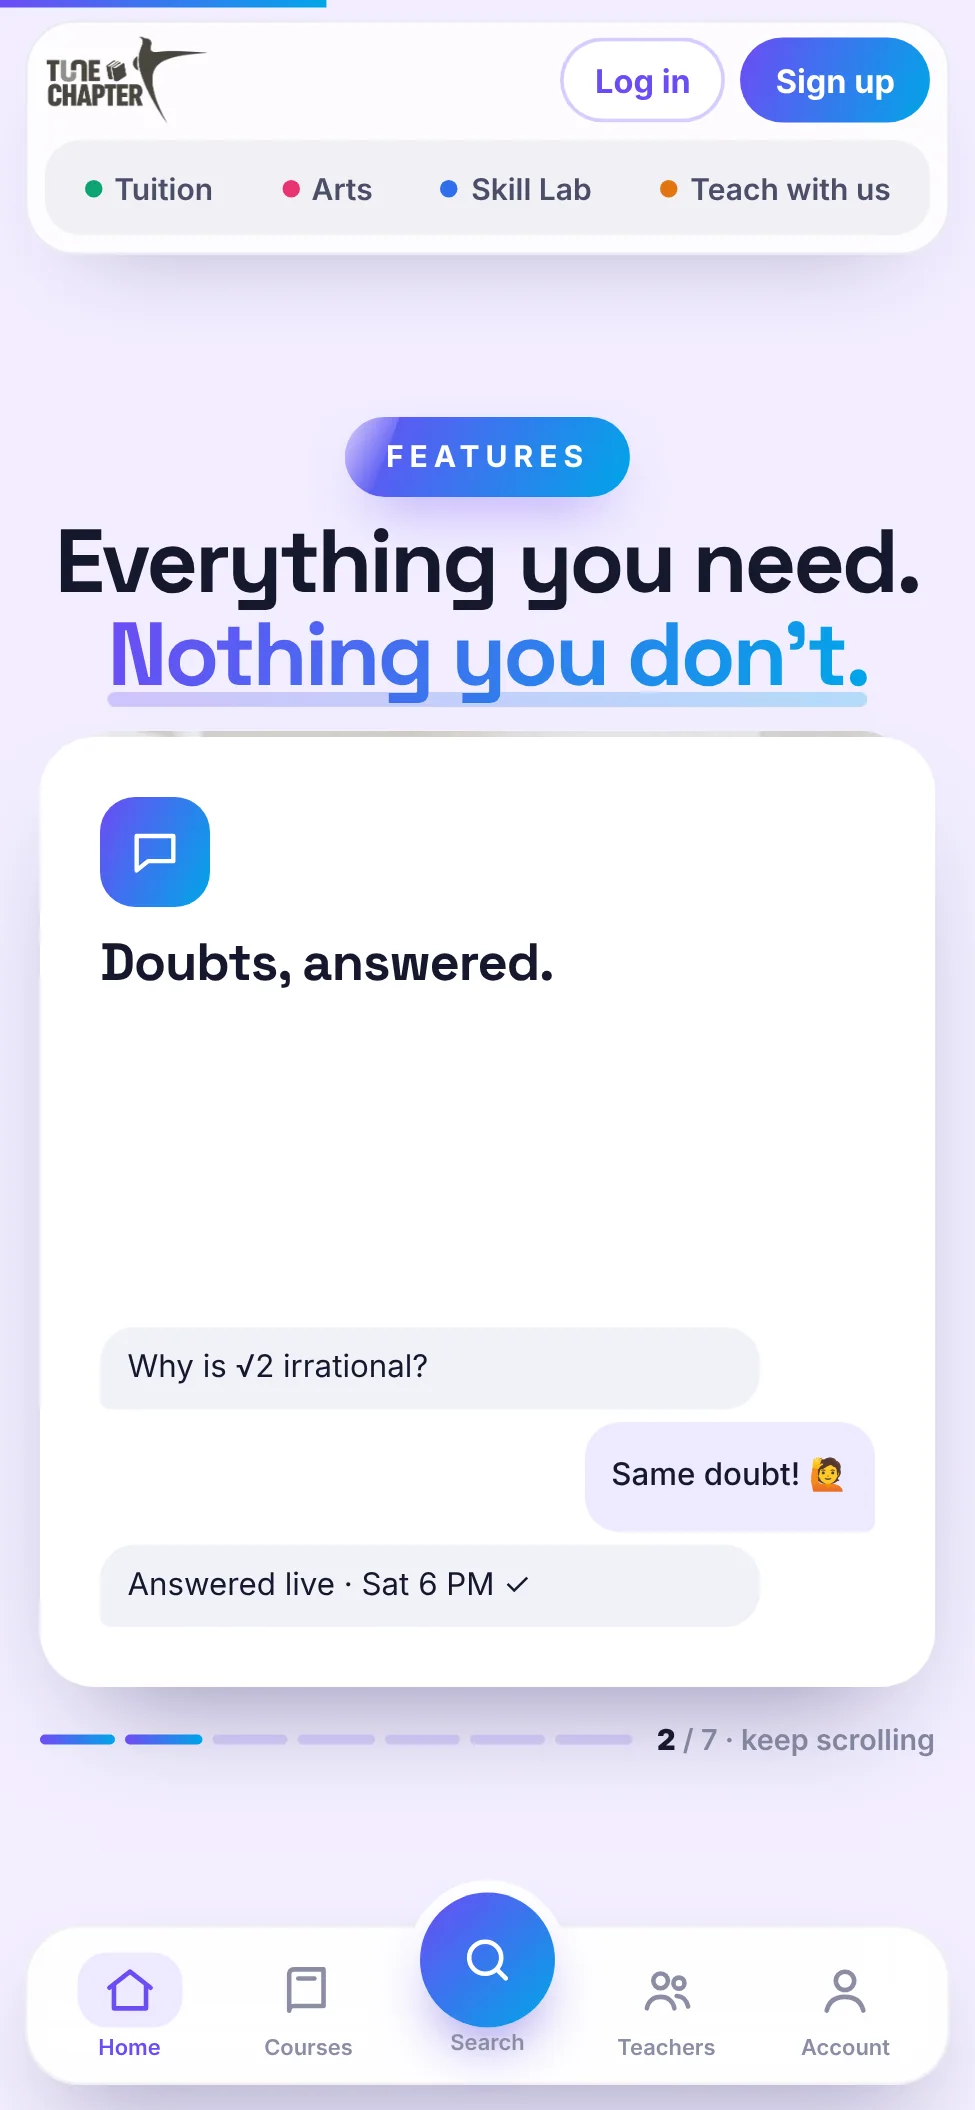 TUNE
CHAPTER
Log in
Sign up
Tuition
Arts
Skill Lab
Teach with us
FEATURES
Everything you need.
Nothing you don’t.
Doubts, answered.
Why is √2 irrational?
Same doubt! 🙋
Answered live · Sat 6 PM ✓
2 / 7 · keep scrolling
Home
Courses
Search
Teachers
Account